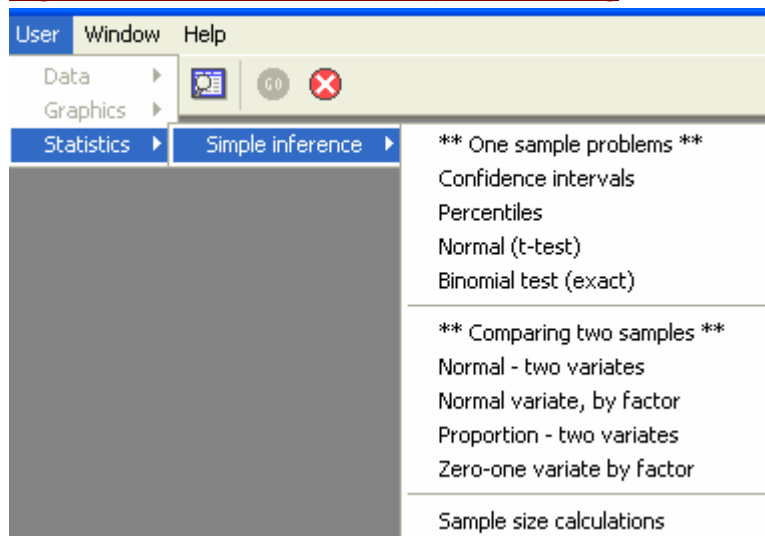 User Window Help
Data
Graphics
GO
Statistics
Simple inference
** One sample problems **
Confidence intervals
Percentiles
Normal (t-test)
Binomial test (exact)
** Comparing two samples **
Normal - two variates
Normal variate, by factor
Proportion - two variates
Zero-one variate by factor
Sample size calculations